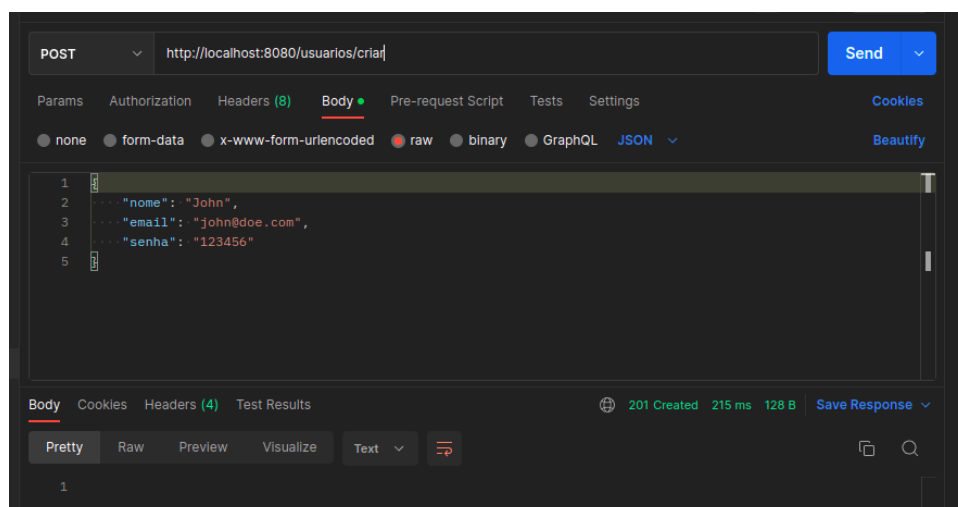 POST http://localhost:8080/usuarios/criar Send
Params Authorization Headers (8) Body Pre-request Script Tests Settings Cookies
none form-data x-www-form-urlencoded raw binary GraphQL JSON Beautify
1 {
2 "nome": "John",
3 "email": "john@doe.com",
4 "senha": "123456"
5 }
Body Cookies Headers (4) Test Results 201 Created 215 ms 128 B Save Response
Pretty Raw Preview Visualize Text
1